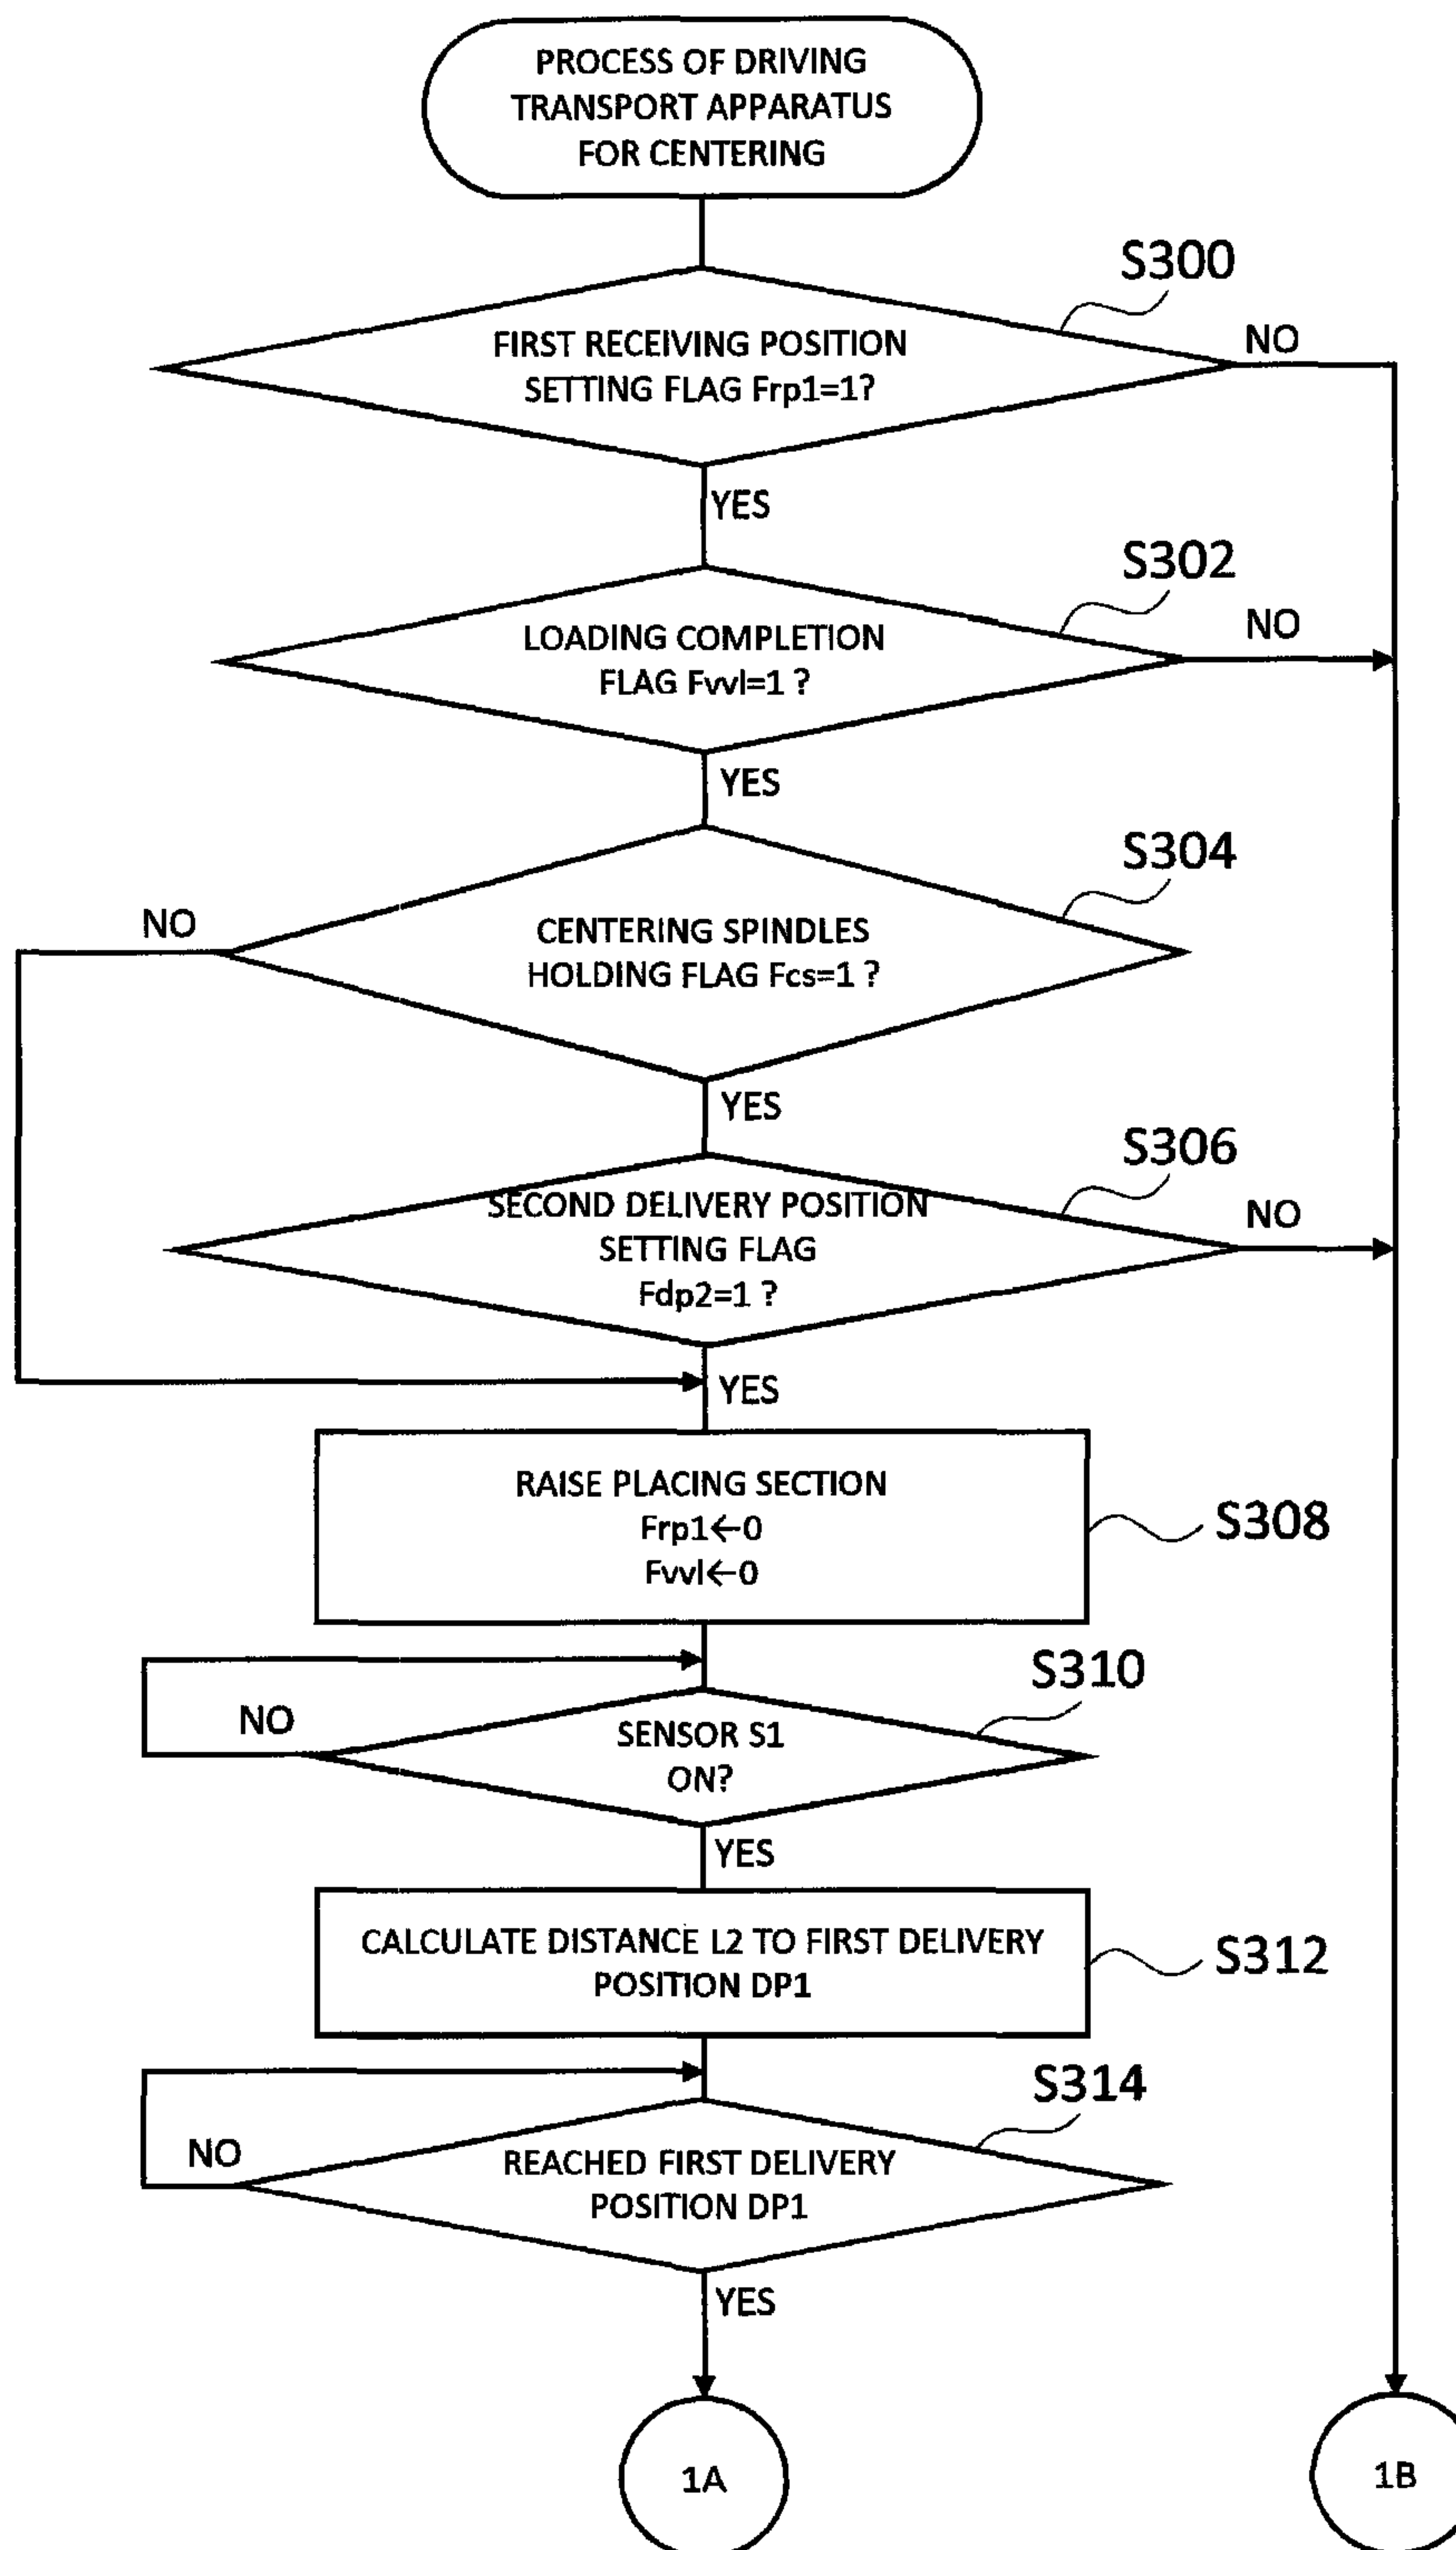 PROCESS OF DRIVING
TRANSPORT APPARATUS
FOR CENTERING
S300
FIRST RECEIVING POSITION
SETTING FLAG Frp1=1?
NO
YES
S302
LOADING COMPLETION
FLAG Fvvl=1 ?
NO
YES
S304
NO
CENTERING SPINDLES
HOLDING FLAG Fcs=1 ?
YES
S306
SECOND DELIVERY POSITION
SETTING FLAG
Fdp2=1 ?
NO
YES
RAISE PLACING SECTION
Frp1←0
Fvvl←0
S308
S310
NO
SENSOR S1
ON?
YES
CALCULATE DISTANCE L2 TO FIRST DELIVERY
POSITION DP1
S312
S314
NO
REACHED FIRST DELIVERY
POSITION DP1
YES
1A
1B